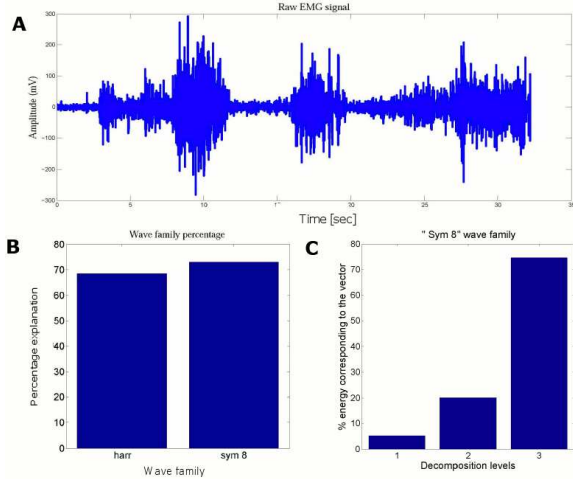 Raw EMG signal
A
Amplitude (mV)
300
200
100
0
-100
-200
-300
0
5
10
20
25
30
35
Time [sec]
B
Wave family percentage
Percentage explanation
80
70
60
50
40
30
20
10
0
harr
sym 8
Wave family
C
" Sym 8" wave family
% energy corresponding to the vector
80
70
60
50
40
30
20
10
0
1
2
3
Decomposition levels